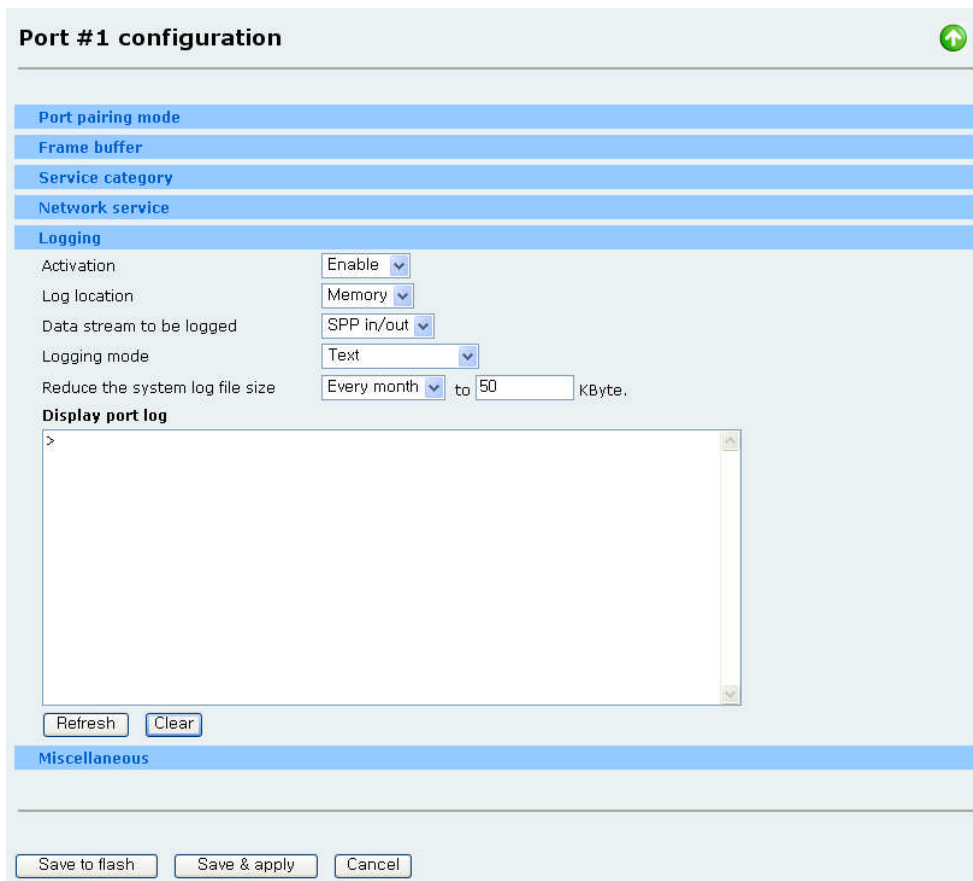 Port #1 configuration
Port pairing mode
Frame buffer
Service category
Network service
Logging
Activation Enable
Log location Memory
Data stream to be logged SPP in/out
Logging mode Text
Reduce the system log file size Every month to 50 KByte.
Display port log
>
Refresh Clear
Miscellaneous
Save to flash Save & apply Cancel